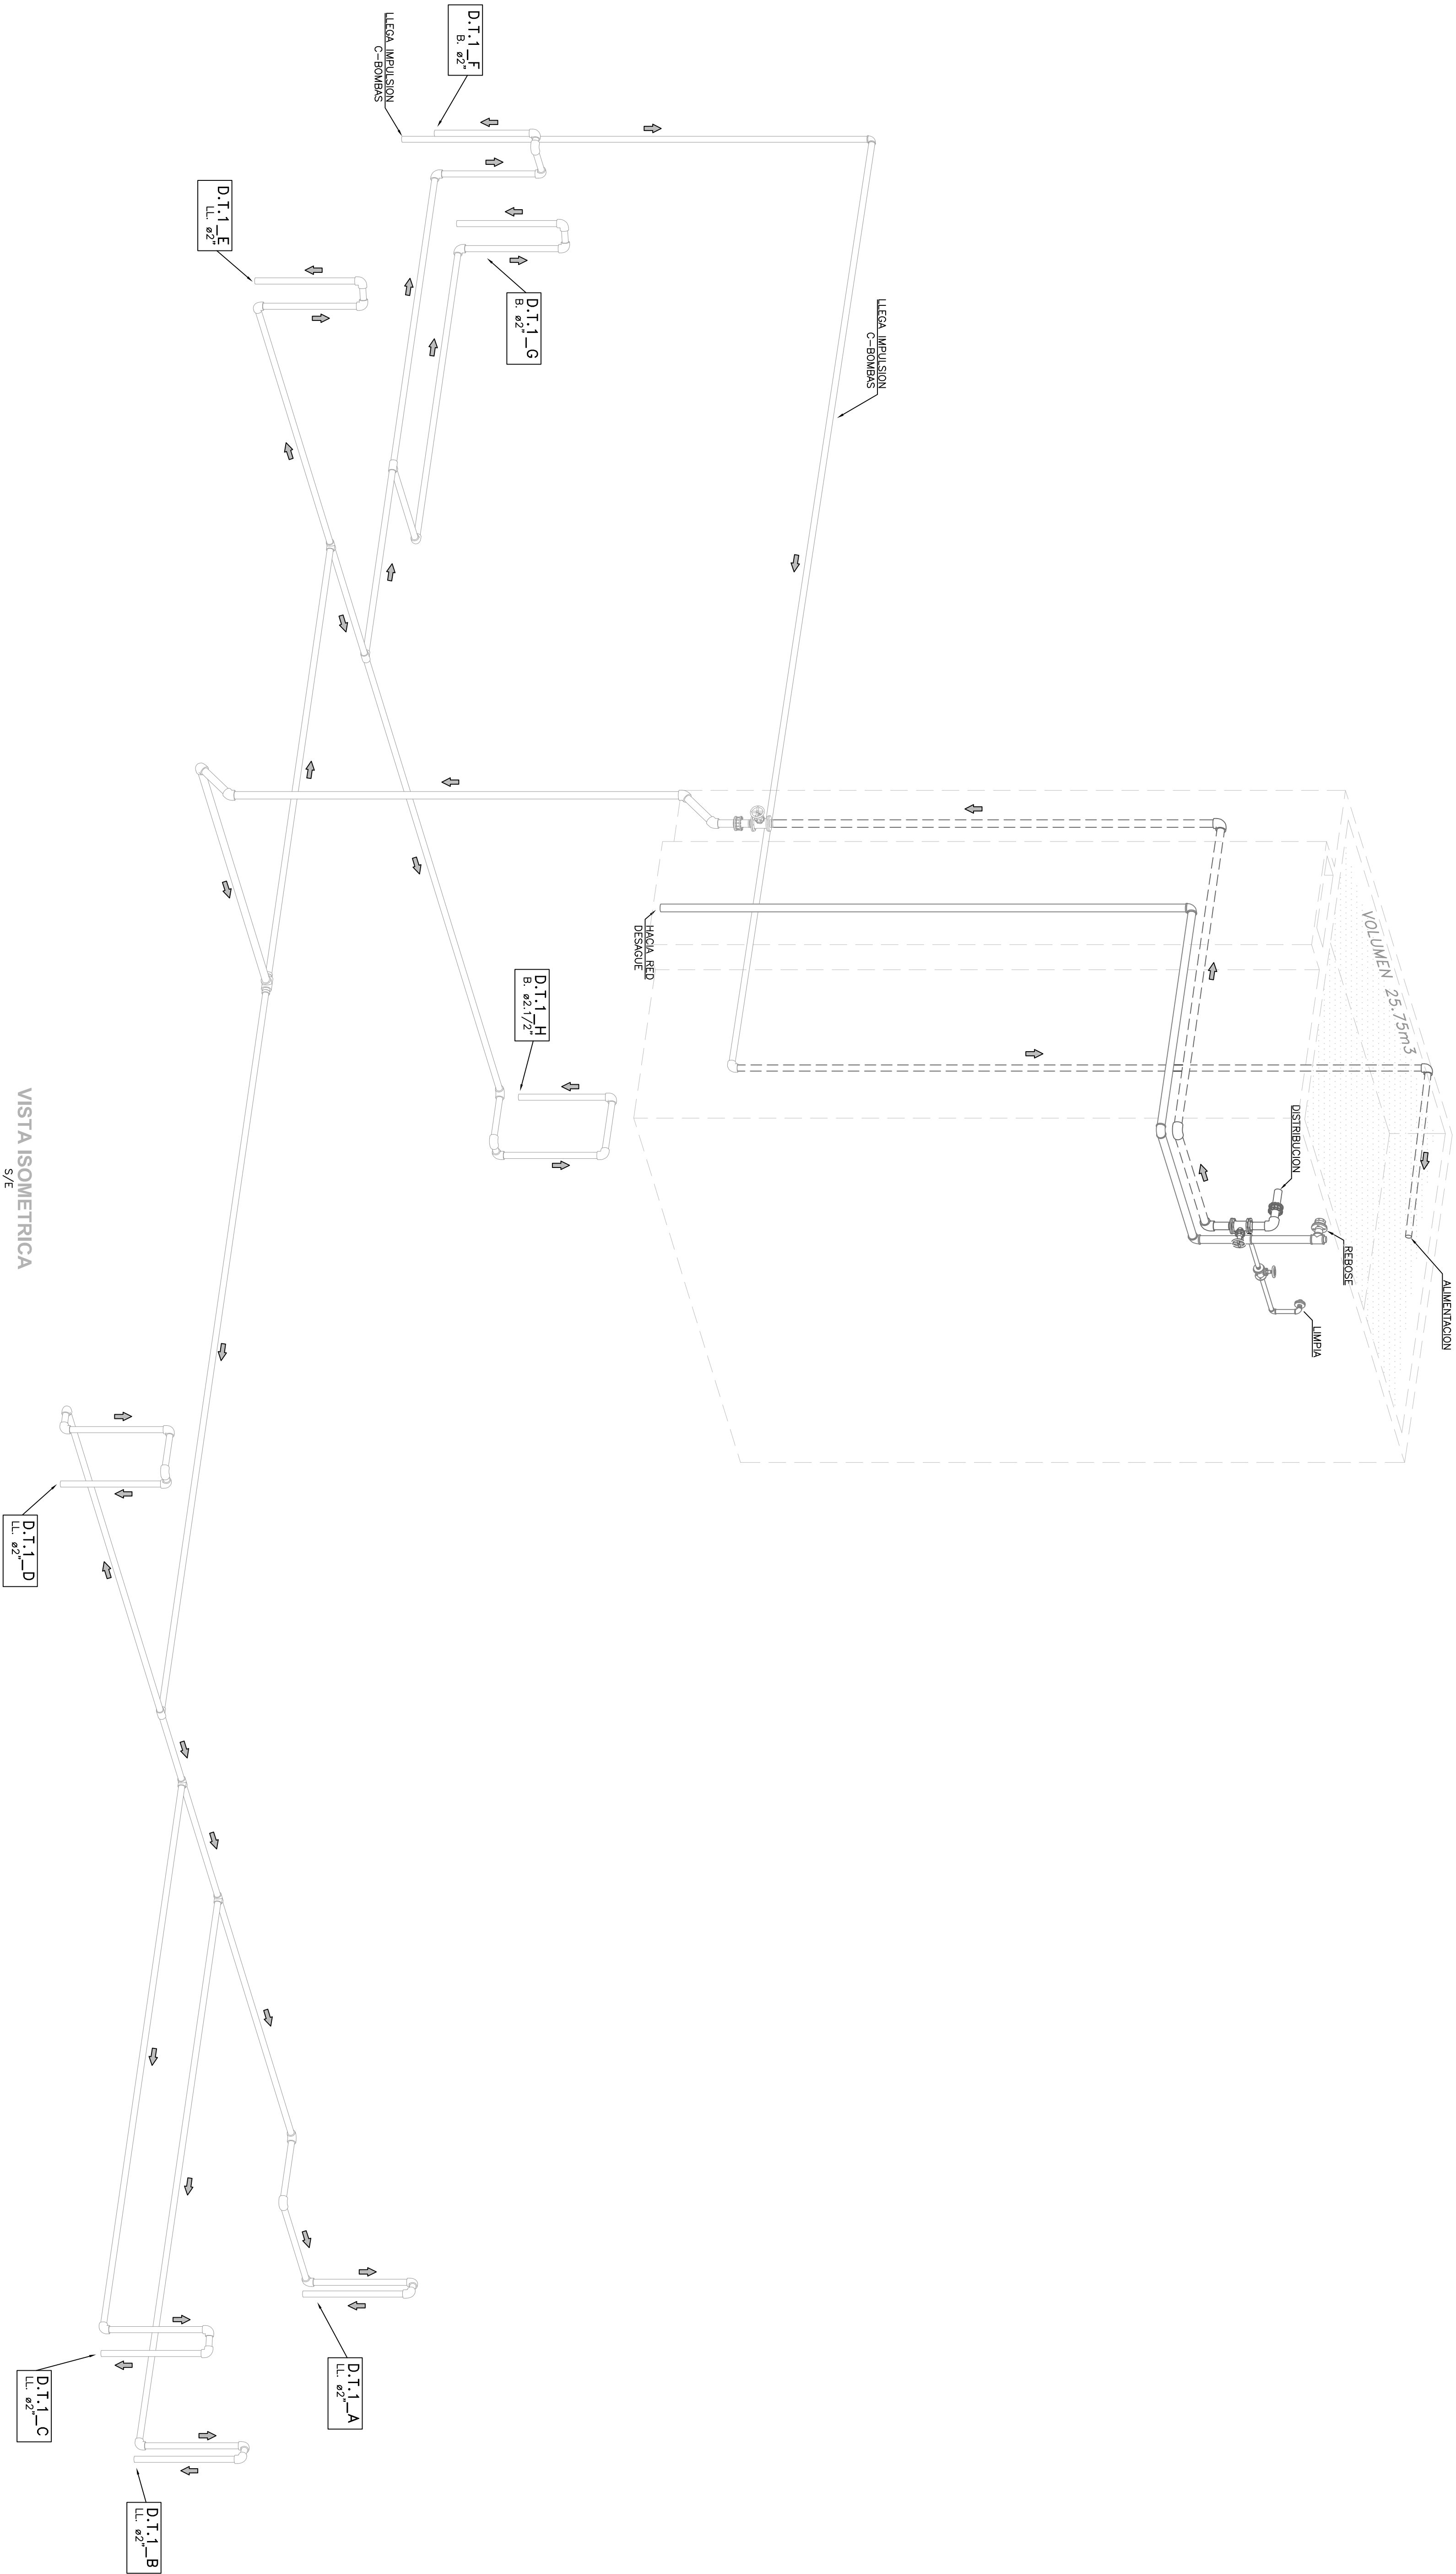 D.T.1_F
B. ø2"
LLEGA IMPULSION
C-BOMBAS
D.T.1_E
LL. ø2"
D.T.1_G
B. ø2"
LLEGA IMPULSION
C-BOMBAS
VOLUMEN 25.75m3
HACIA RED
DESAGUE
D.T.1_H
B. ø2.1/2"
DISTRIBUCION
REBOSE
ALIMENTACION
LIMPIA
D.T.1_D
LL. ø2"
D.T.1_A
LL. ø2"
D.T.1_C
LL. ø2"
D.T.1_B
LL. ø2"
VISTA ISOMETRICA
S/E